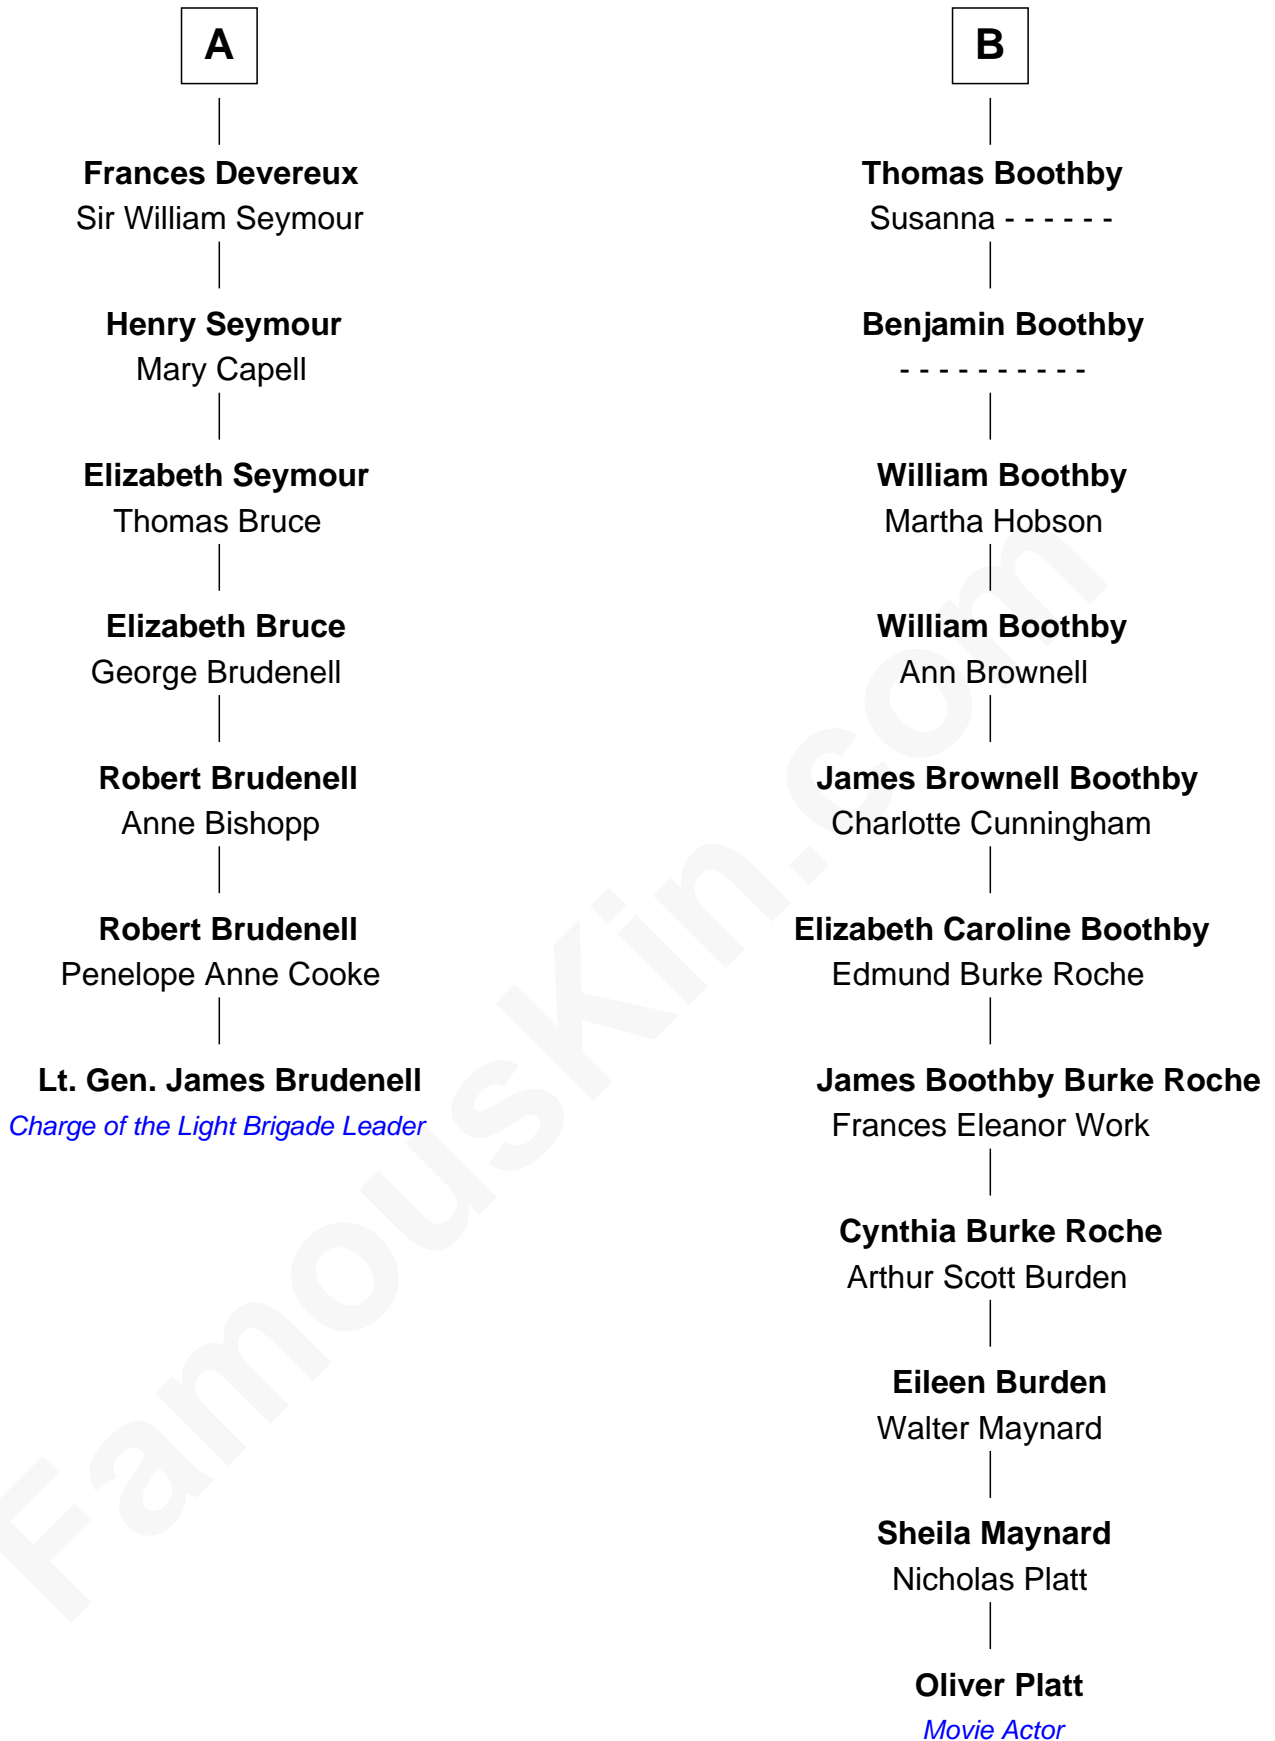 A
Frances Devereux
Sir William Seymour
Henry Seymour
Mary Capell
Elizabeth Seymour
Thomas Bruce
Elizabeth Bruce
George Brudenell
Robert Brudenell
Anne Bishopp
Robert Brudenell
Penelope Anne Cooke
Lt. Gen. James Brudenell
Charge of the Light Brigade Leader
B
Thomas Boothby
Susanna - - - - - -
Benjamin Boothby
- - - - - - - - - -
William Boothby
Martha Hobson
William Boothby
Ann Brownell
James Brownell Boothby
Charlotte Cunningham
Elizabeth Caroline Boothby
Edmund Burke Roche
James Boothby Burke Roche
Frances Eleanor Work
Cynthia Burke Roche
Arthur Scott Burden
Eileen Burden
Walter Maynard
Sheila Maynard
Nicholas Platt
Oliver Platt
Movie Actor
FamousKin.com